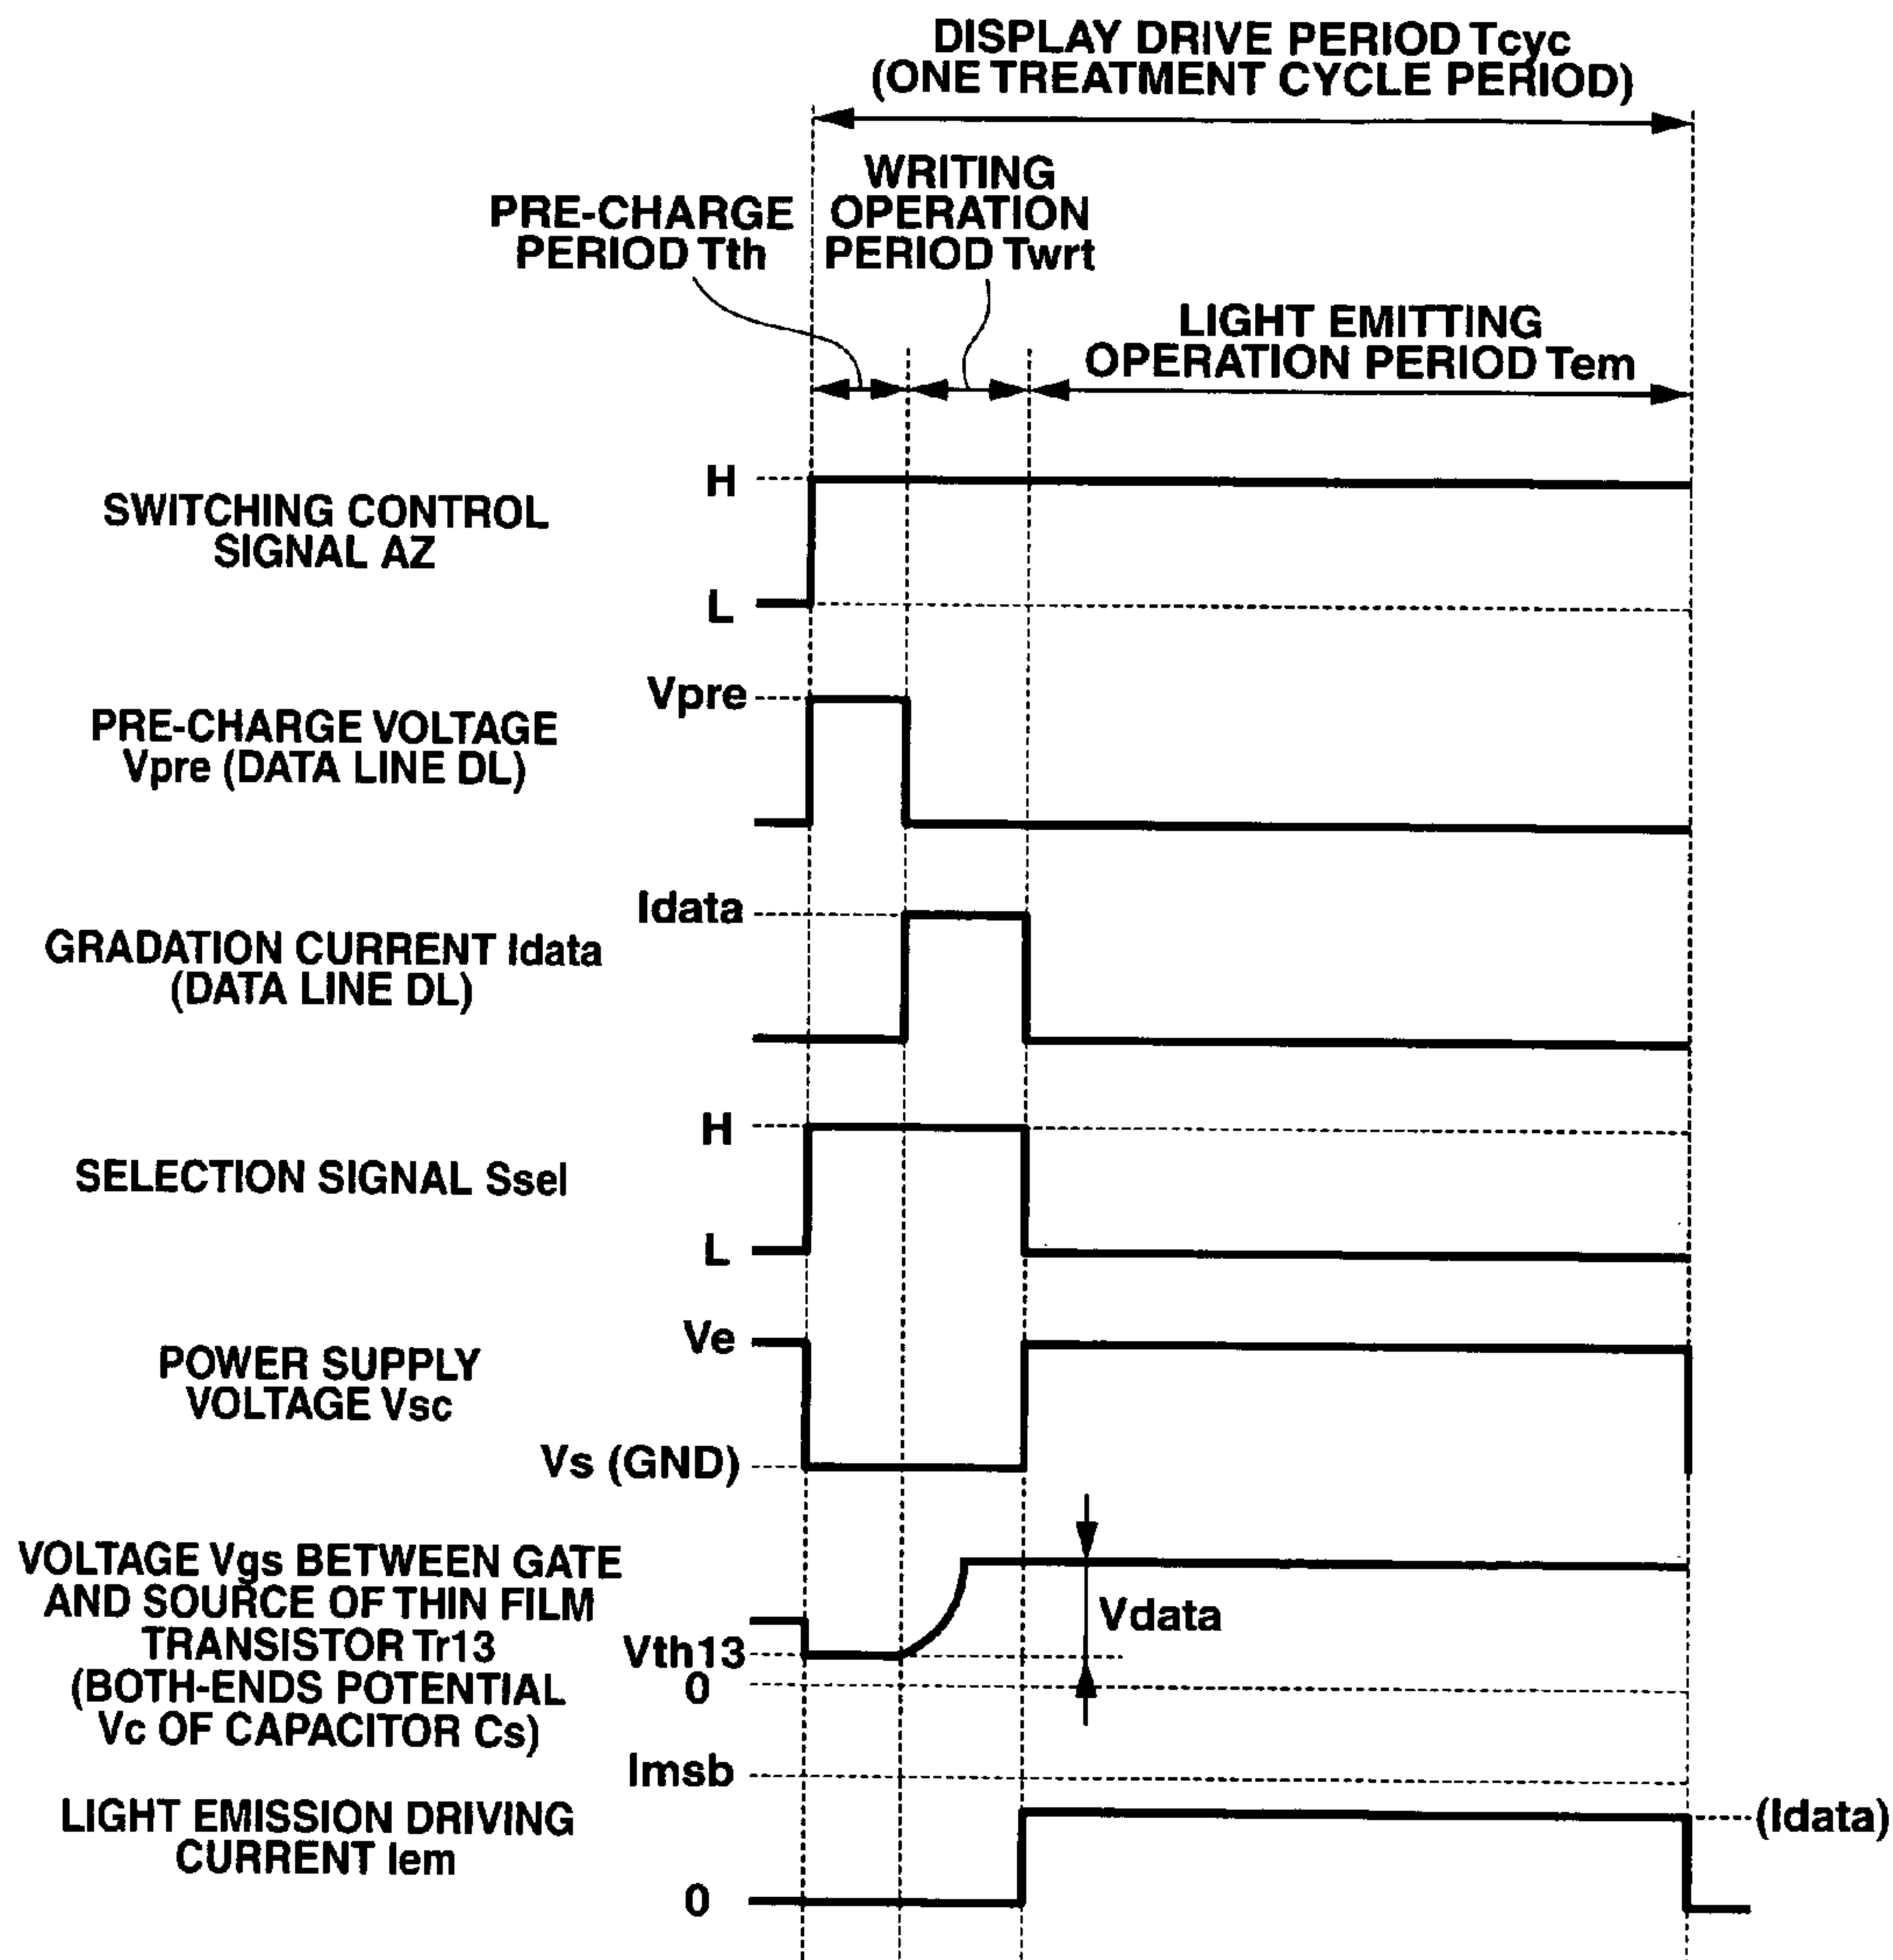 DISPLAY DRIVE PERIOD Tcyc
(ONE TREATMENT CYCLE PERIOD)
PRE-CHARGE
PERIOD Tth
WRITING
OPERATION
PERIOD Twrt
LIGHT EMITTING
OPERATION PERIOD Tem
SWITCHING CONTROL
SIGNAL AZ
H
L
PRE-CHARGE VOLTAGE
Vpre (DATA LINE DL)
Vpre
GRADATION CURRENT Idata
(DATA LINE DL)
Idata
SELECTION SIGNAL Ssel
H
L
POWER SUPPLY
VOLTAGE Vsc
Ve
Vs (GND)
VOLTAGE Vgs BETWEEN GATE
AND SOURCE OF THIN FILM
TRANSISTOR Tr13
(BOTH-ENDS POTENTIAL
Vc OF CAPACITOR Cs)
Vth13
0
Vdata
LIGHT EMISSION DRIVING
CURRENT Iem
Imsb
0
(Idata)